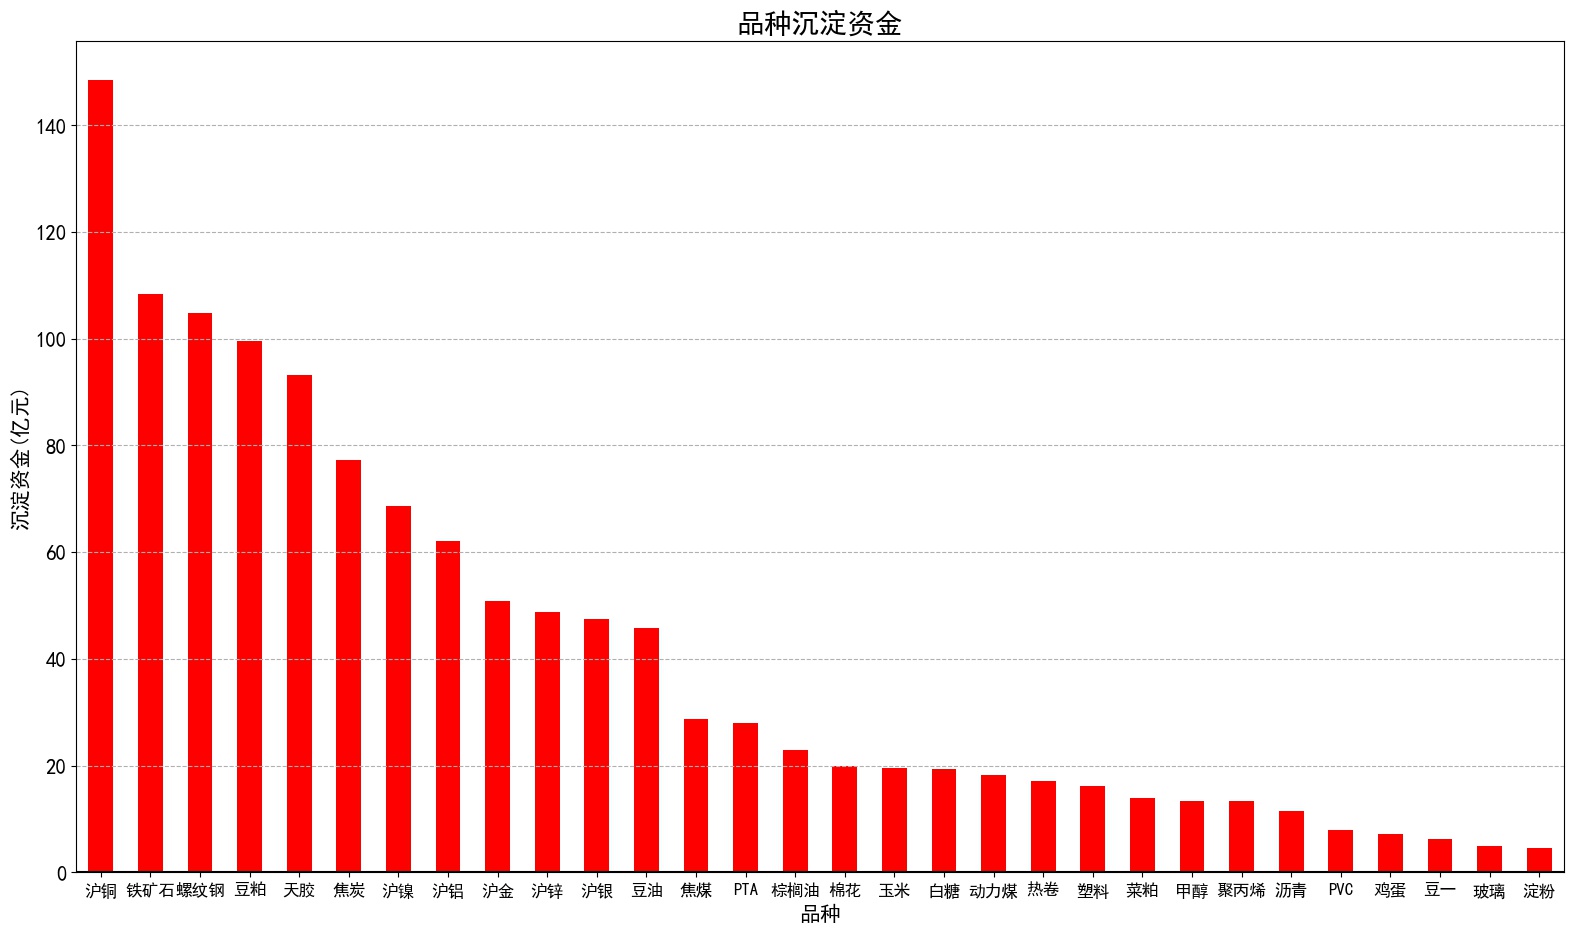 品种沉淀资金
沉淀资金(亿元)
140
120
100
80
60
40
20
0
沪铜 铁矿石 螺纹钢 豆粕 天胶 焦炭 沪镍 沪铝 沪金 沪锌 沪银 豆油 焦煤 PTA 棕榈油 棉花 玉米 白糖 动力煤 热卷 塑料 菜粕 甲醇 聚丙烯 沥青 PVC 鸡蛋 豆一 玻璃 淀粉
品种